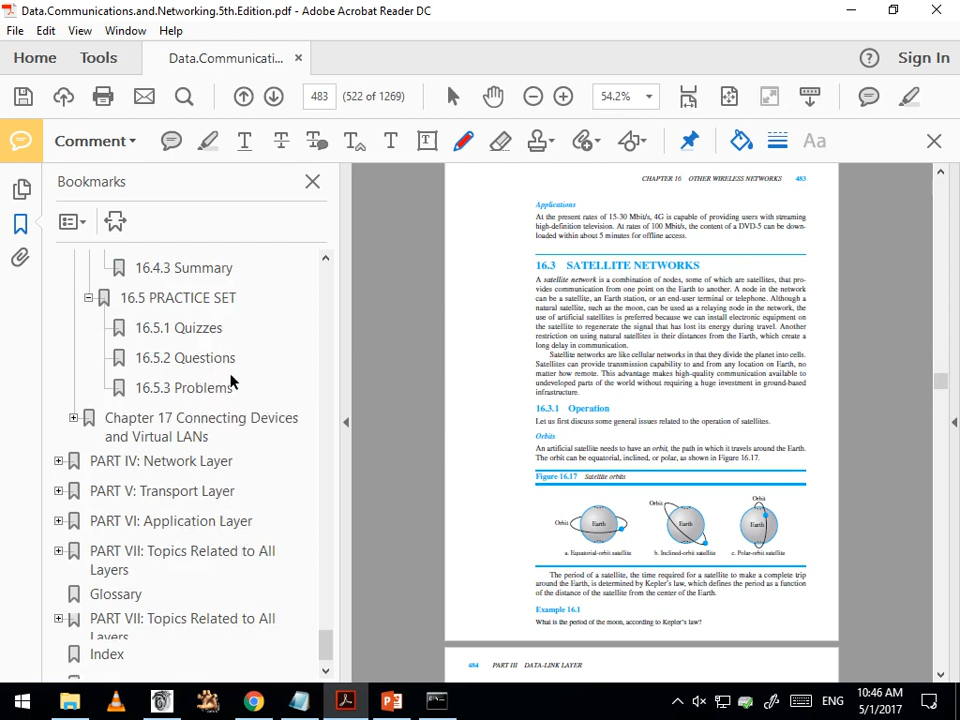 Data.Communications.and.Networking.5th.Edition.pdf - Adobe Acrobat Reader DC
File Edit View Window Help
Home Tools Data.Communicati... × Sign In
483 (522 of 1269) 54.2%
Comment
Bookmarks
16.4.3 Summary
16.5 PRACTICE SET
16.5.1 Quizzes
16.5.2 Questions
16.5.3 Problems
Chapter 17 Connecting Devices
and Virtual LANs
PART IV: Network Layer
PART V: Transport Layer
PART VI: Application Layer
PART VII: Topics Related to All
Layers
Glossary
PART VII: Topics Related to All
Layers
Index
CHAPTER 16 OTHER WIRELESS NETWORKS 483
Applications
At the present rates of 15-30 Mbit/s, 4G is capable of providing users with streaming
high-definition television. At rates of 100 Mbit/s, the content of a DVD-5 can be down-
loaded within about 5 minutes for offline access.
16.3 SATELLITE NETWORKS
A satellite network is a combination of nodes, some of which are satellites, that pro-
vides communication from one point on the Earth to another. A node in the network
can be a satellite, an Earth station, or an end-user terminal or telephone. Although a
natural satellite, such as the moon, can be used as a relaying node in the network, the
use of artificial satellites is preferred because we can install electronic equipment on
the satellite to regenerate the signal that has lost its energy during travel. Another
restriction on using natural satellites is their distances from the Earth, which create a
long delay in communication.
Satellite networks are like cellular networks in that they divide the planet into cells.
Satellites can provide transmission capability to and from any location on Earth, no
matter how remote. This advantage makes high-quality communication available to
undeveloped parts of the world without requiring a huge investment in ground-based
infrastructure.
16.3.1 Operation
Let us first discuss some general issues related to the operation of satellites.
Orbits
An artificial satellite needs to have an orbit, the path in which it travels around the Earth.
The orbit can be equatorial, inclined, or polar, as shown in Figure 16.17.
Figure 16.17 Satellite orbits
Orbit Earth
Orbit Earth
Orbit Earth
a. Equatorial-orbit satellite b. Inclined-orbit satellite c. Polar-orbit satellite
The period of a satellite, the time required for a satellite to make a complete trip
around the Earth, is determined by Kepler's law, which defines the period as a function
of the distance of the satellite from the center of the Earth.
Example 16.1
What is the period of the moon, according to Kepler's law?
484 PART III DATA-LINK LAYER
ENG
10:46 AM
5/1/2017